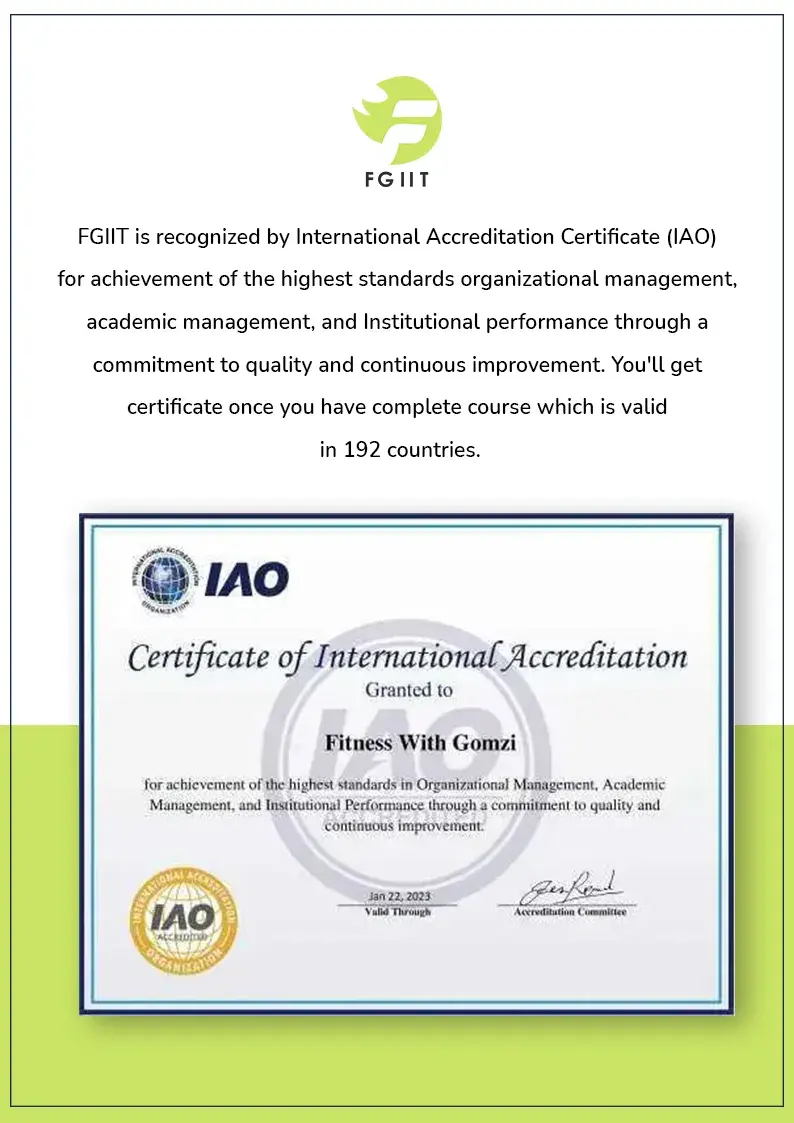 FGIIT
FGIIT is recognized by International Accreditation Certificate (IAO)
for achievement of the highest standards organizational management,
academic management, and Institutional performance through a
commitment to quality and continuous improvement. You'll get
certificate once you have complete course which is valid
in 192 countries.
INTERNATIONAL ACCREDITATION
ORGANIZATION
IAO
Certificate of International Accreditation
Granted to
Fitness With Gomzi
IAO
ACCREDITED
for achievement of the highest standards in Organizational Management, Academic
Management, and Institutional Performance through a commitment to quality and
continuous improvement.
Jan 22, 2023
Valid Through
Accreditation Committee
INTERNATIONAL ACCREDITATION
IAO
ACCREDITED
ORGANIZATION